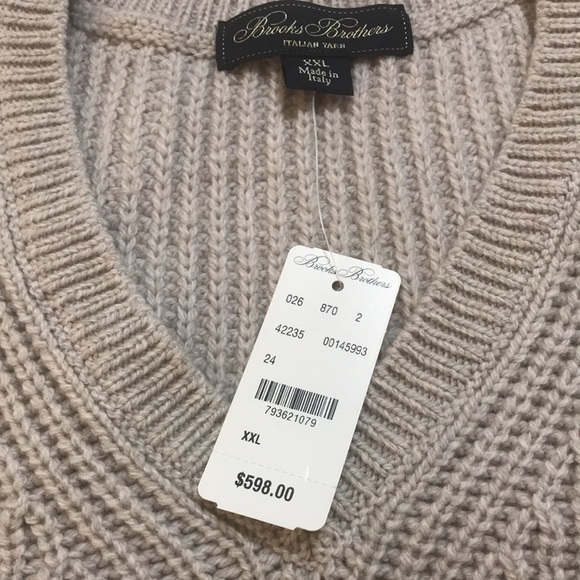 Brooks Brothers
ITALIAN YARN
XXL
Made in
Italy
Brooks Brothers
026 870 2
42235 00145993
24
793621079
XXL
$598.00